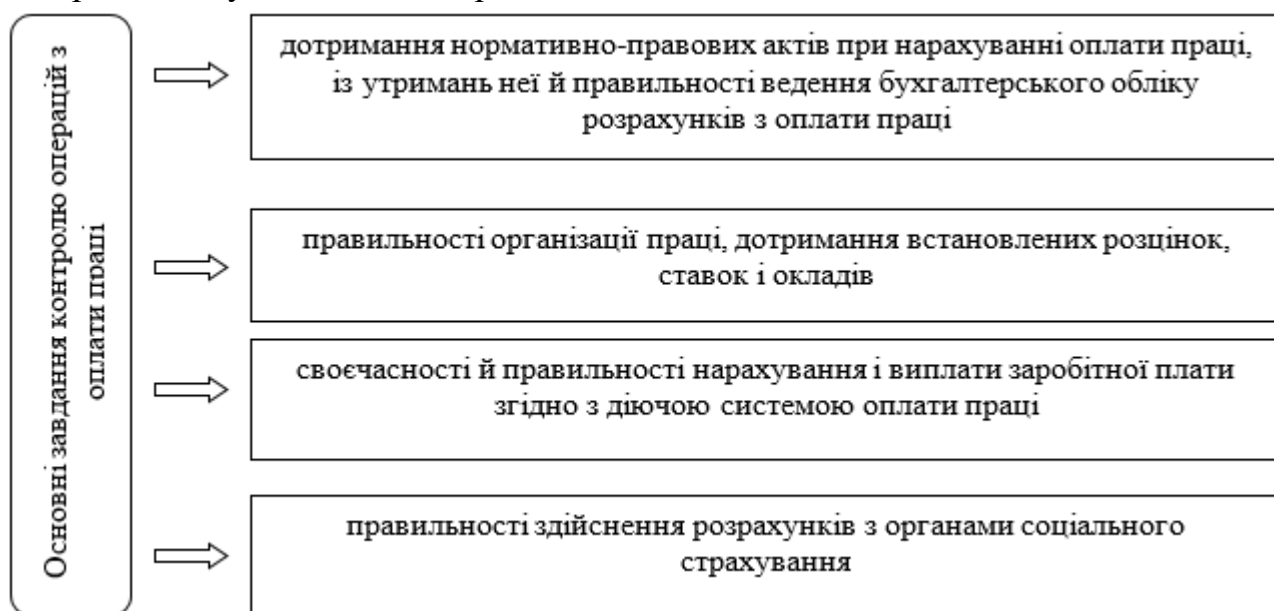 Основні завдання контролю операцій з
оплати праці
дотримання нормативно-правових актів при нарахуванні оплати праці,
із утримань неї й правильності ведення бухгалтерського обліку
розрахунків з оплати праці
правильності організації праці, дотримання встановлених розцінок,
ставок і окладів
своєчасності й правильності нарахування і виплати заробітної плати
згідно з діючою системою оплати праці
правильності здійснення розрахунків з органами соціального
страхування